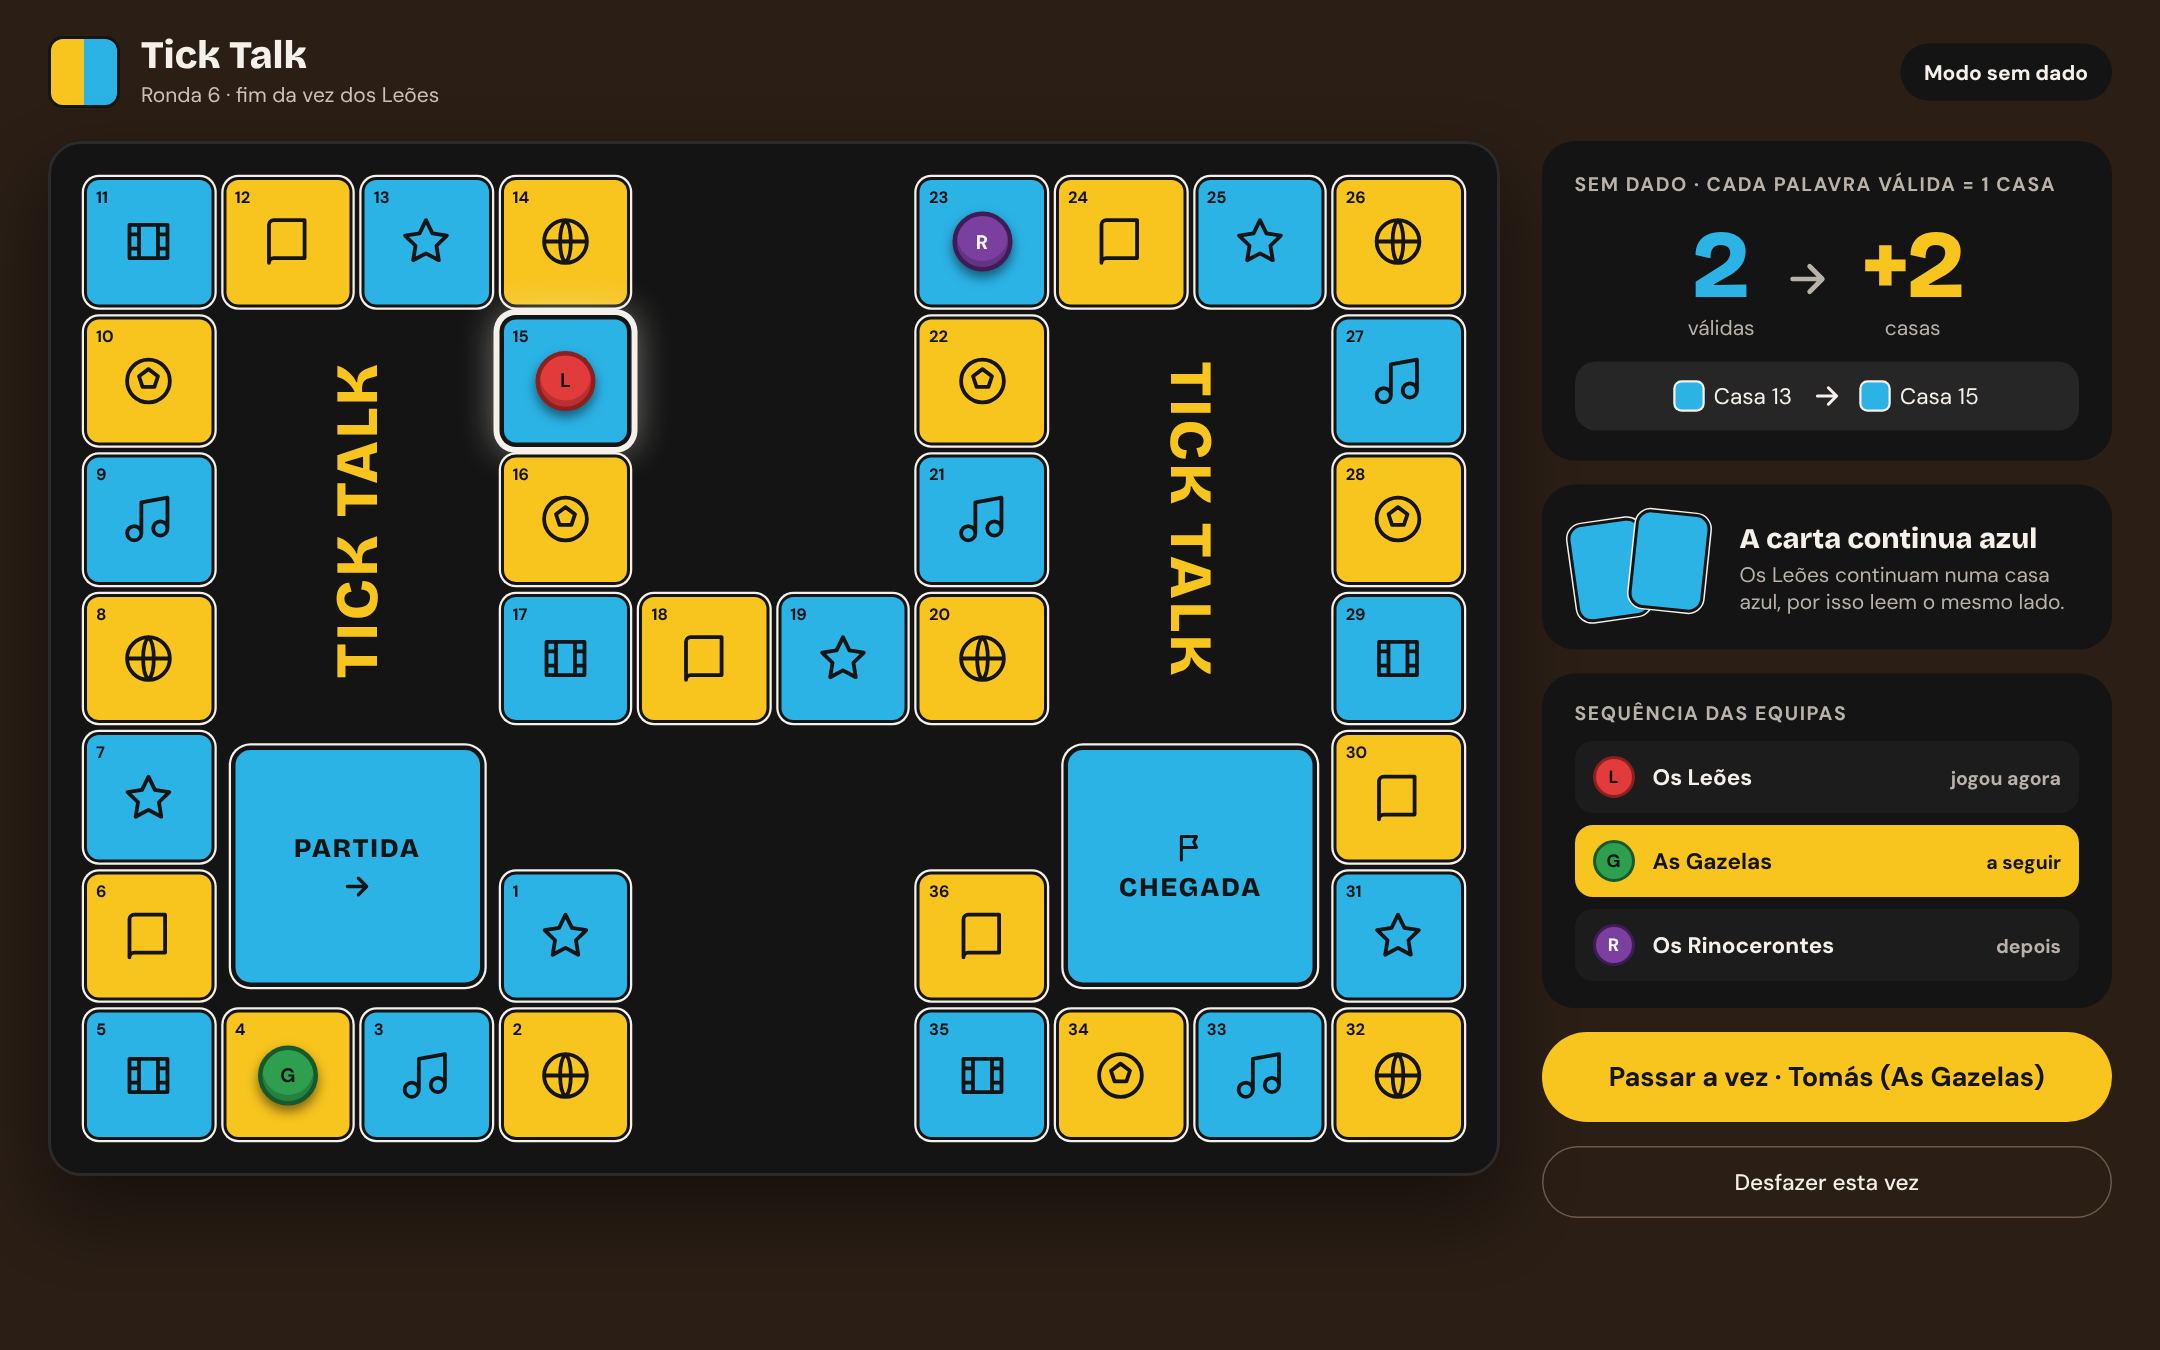 Tick Talk
Ronda 6 · fim da vez dos Leões
Modo sem dado
11
12
13
14
23
R
24
25
26
10
TICK TALK
15
L
22
TICK TALK
27
9
16
21
28
8
17
18
19
20
29
7
PARTIDA
CHEGADA
30
6
1
36
31
5
4
G
3
2
35
34
33
32
SEM DADO · CADA PALAVRA VÁLIDA = 1 CASA
2 → +2
válidas casas
Casa 13 → Casa 15
A carta continua azul
Os Leões continuam numa casa
azul, por isso leem o mesmo lado.
SEQUÊNCIA DAS EQUIPAS
L Os Leões jogou agora
G As Gazelas a seguir
R Os Rinocerontes depois
Passar a vez · Tomás (As Gazelas)
Desfazer esta vez